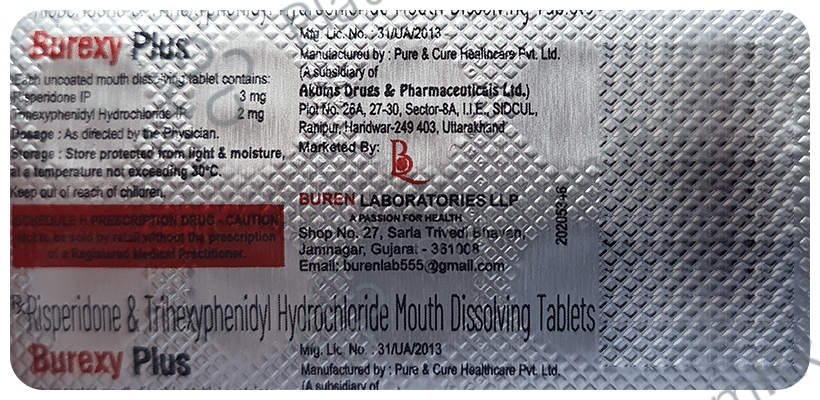 Risperidone & Trihexyphenidyl Hydrochloride Mouth Dissolving Tablets
Burexy Plus
Each uncoated mouth dissolving tablet contains:
Risperidone IP 3 mg
Trihexyphenidyl Hydrochloride IP 2 mg
Dosage : As directed by the Physician.
Storage : Store protected from light & moisture,
at a temperature not exceeding 30°C.
Keep out of reach of children.
SCHEDULE H PRESCRIPTION DRUG - CAUTION
Not to be sold by retail without the prescription
of a Registered Medical Practitioner.
Mfg. Lic. No. : 31/UA/2013
Manufactured by : Pure & Cure Healthcare Pvt. Ltd.
(A subsidiary of
Akums Drugs & Pharmaceuticals Ltd.)
Plot No. 26A, 27-30, Sector-8A, I.I.E., SIDCUL,
Ranipur, Haridwar-249 403, Uttarakhand
Marketed By:
BUREN LABORATORIES LLP
A PASSION FOR HEALTH
Shop No. 27, Sarla Trivedi Bhavan,
Jamnagar, Gujarat - 361008
Email: burenlab555@gmail.com
Rx Risperidone & Trihexyphenidyl Hydrochloride Mouth Dissolving Tablets
Burexy Plus
Mfg. Lic. No. : 31/UA/2013
Manufactured by : Pure & Cure Healthcare Pvt. Ltd.
(A subsidiary of